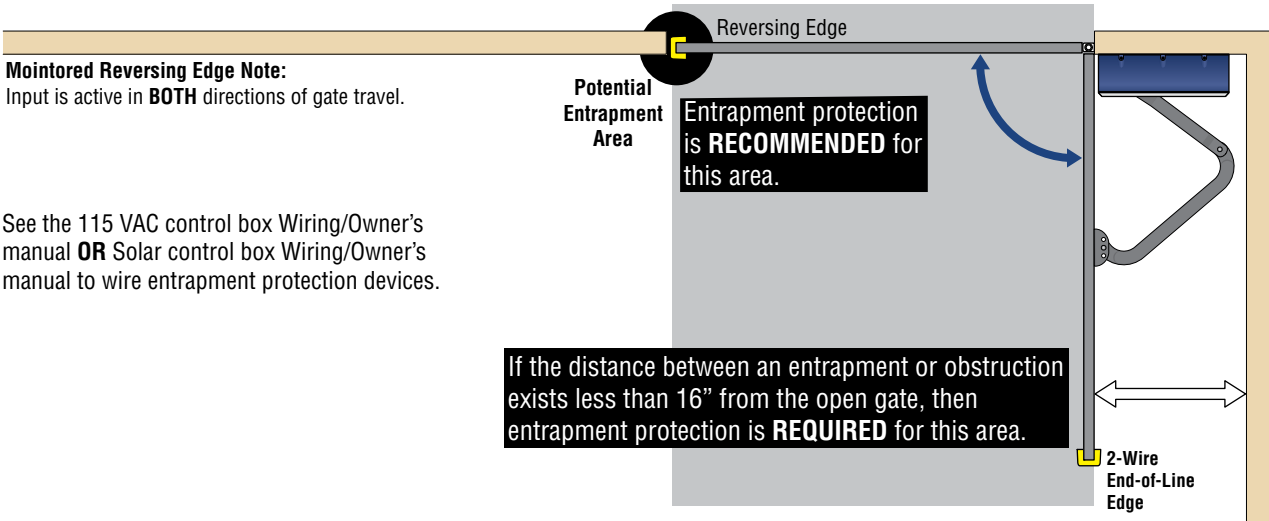 Reversing Edge
Mointored Reversing Edge Note:
Input is active in BOTH directions of gate travel.
Potential
Entrapment
Area
Entrapment protection
is RECOMMENDED for
this area.
See the 115 VAC control box Wiring/Owner's
manual OR Solar control box Wiring/Owner's
manual to wire entrapment protection devices.
If the distance between an entrapment or obstruction
exists less than 16” from the open gate, then
entrapment protection is REQUIRED for this area.
2-Wire
End-of-Line
Edge